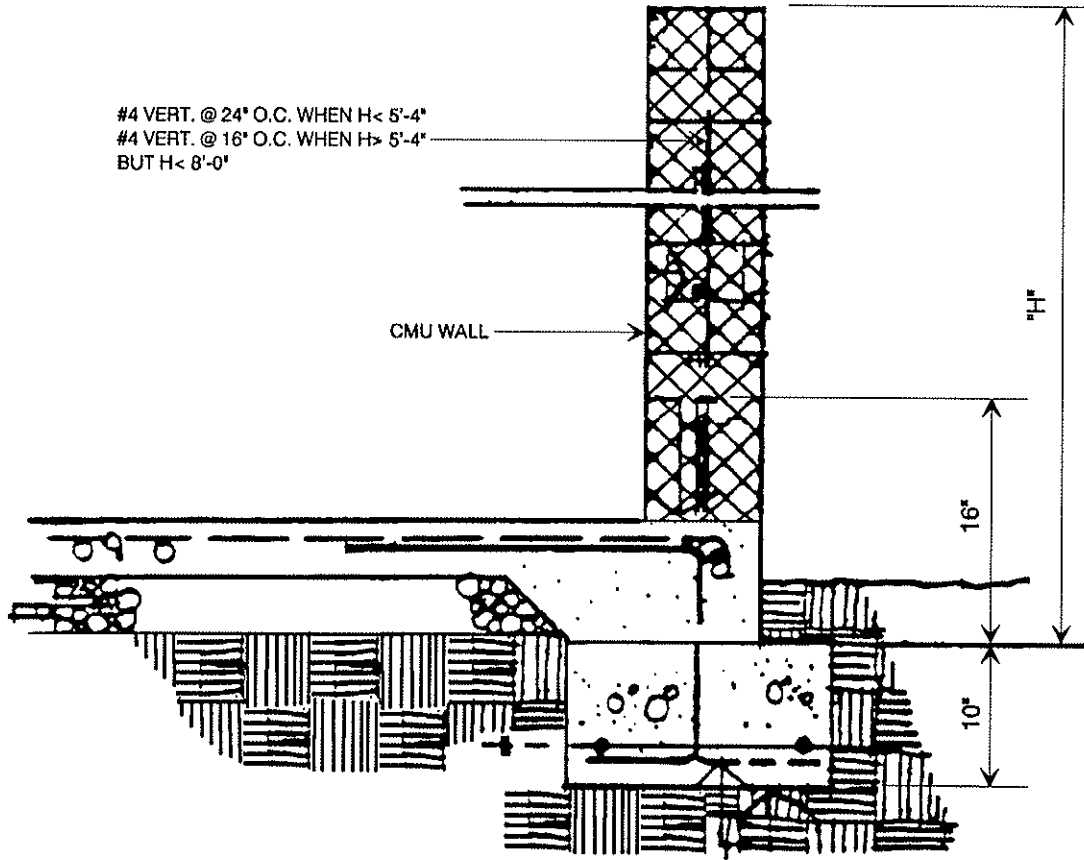 #4 VERT. @ 24" O.C. WHEN H< 5'-4"
#4 VERT. @ 16" O.C. WHEN H> 5'-4"
BUT H< 8'-0"
CMU WALL
"H"
16"
10"